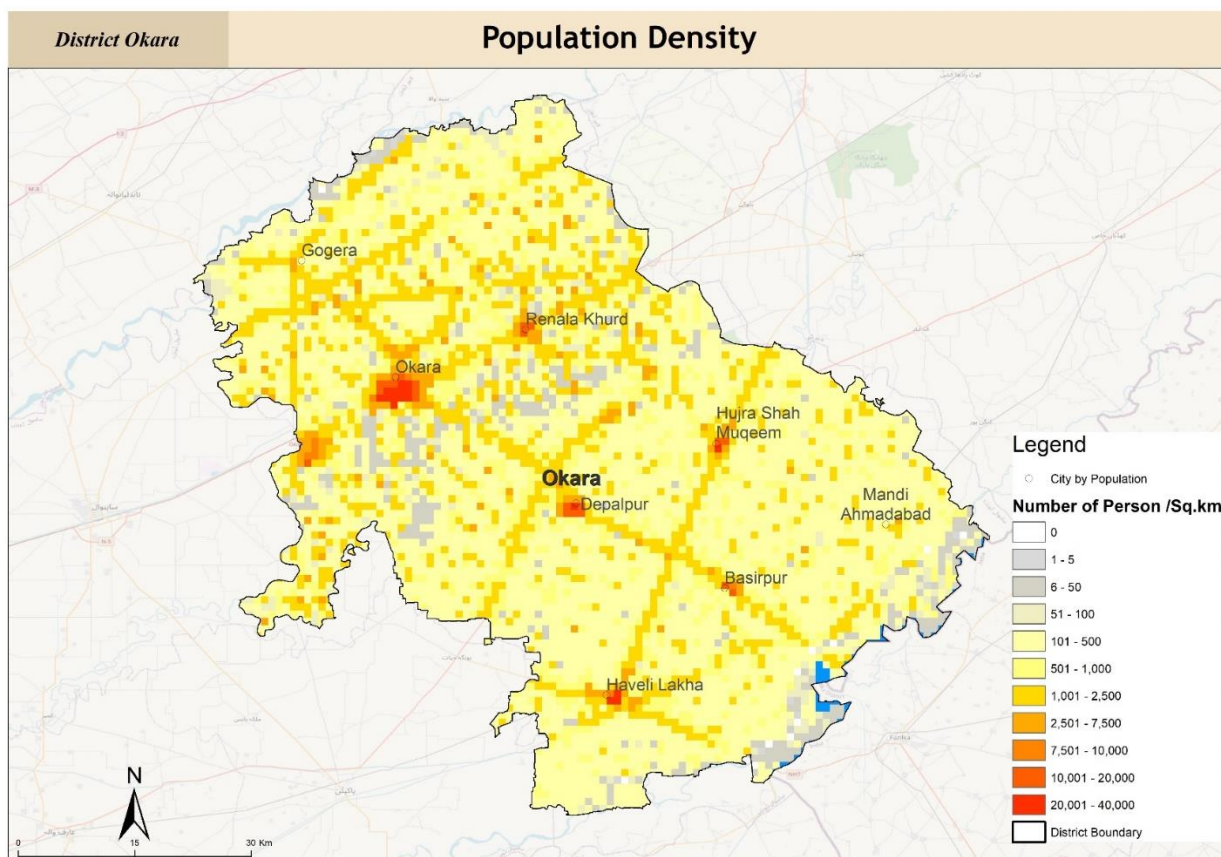 District Okara
Population Density
Gogera
Renala Khurd
Okara
Hujra Shah
Muqeem
Okara
Depalpur
Mandi
Ahmadabad
Basirpur
Haveli Lakha
Legend
City by Population
Number of Person /Sq.km
0
1 - 5
6 - 50
51 - 100
101 - 500
501 - 1,000
1,001 - 2,500
2,501 - 7,500
7,501 - 10,000
10,001 - 20,000
20,001 - 40,000
District Boundary
N
0 15 30 Km